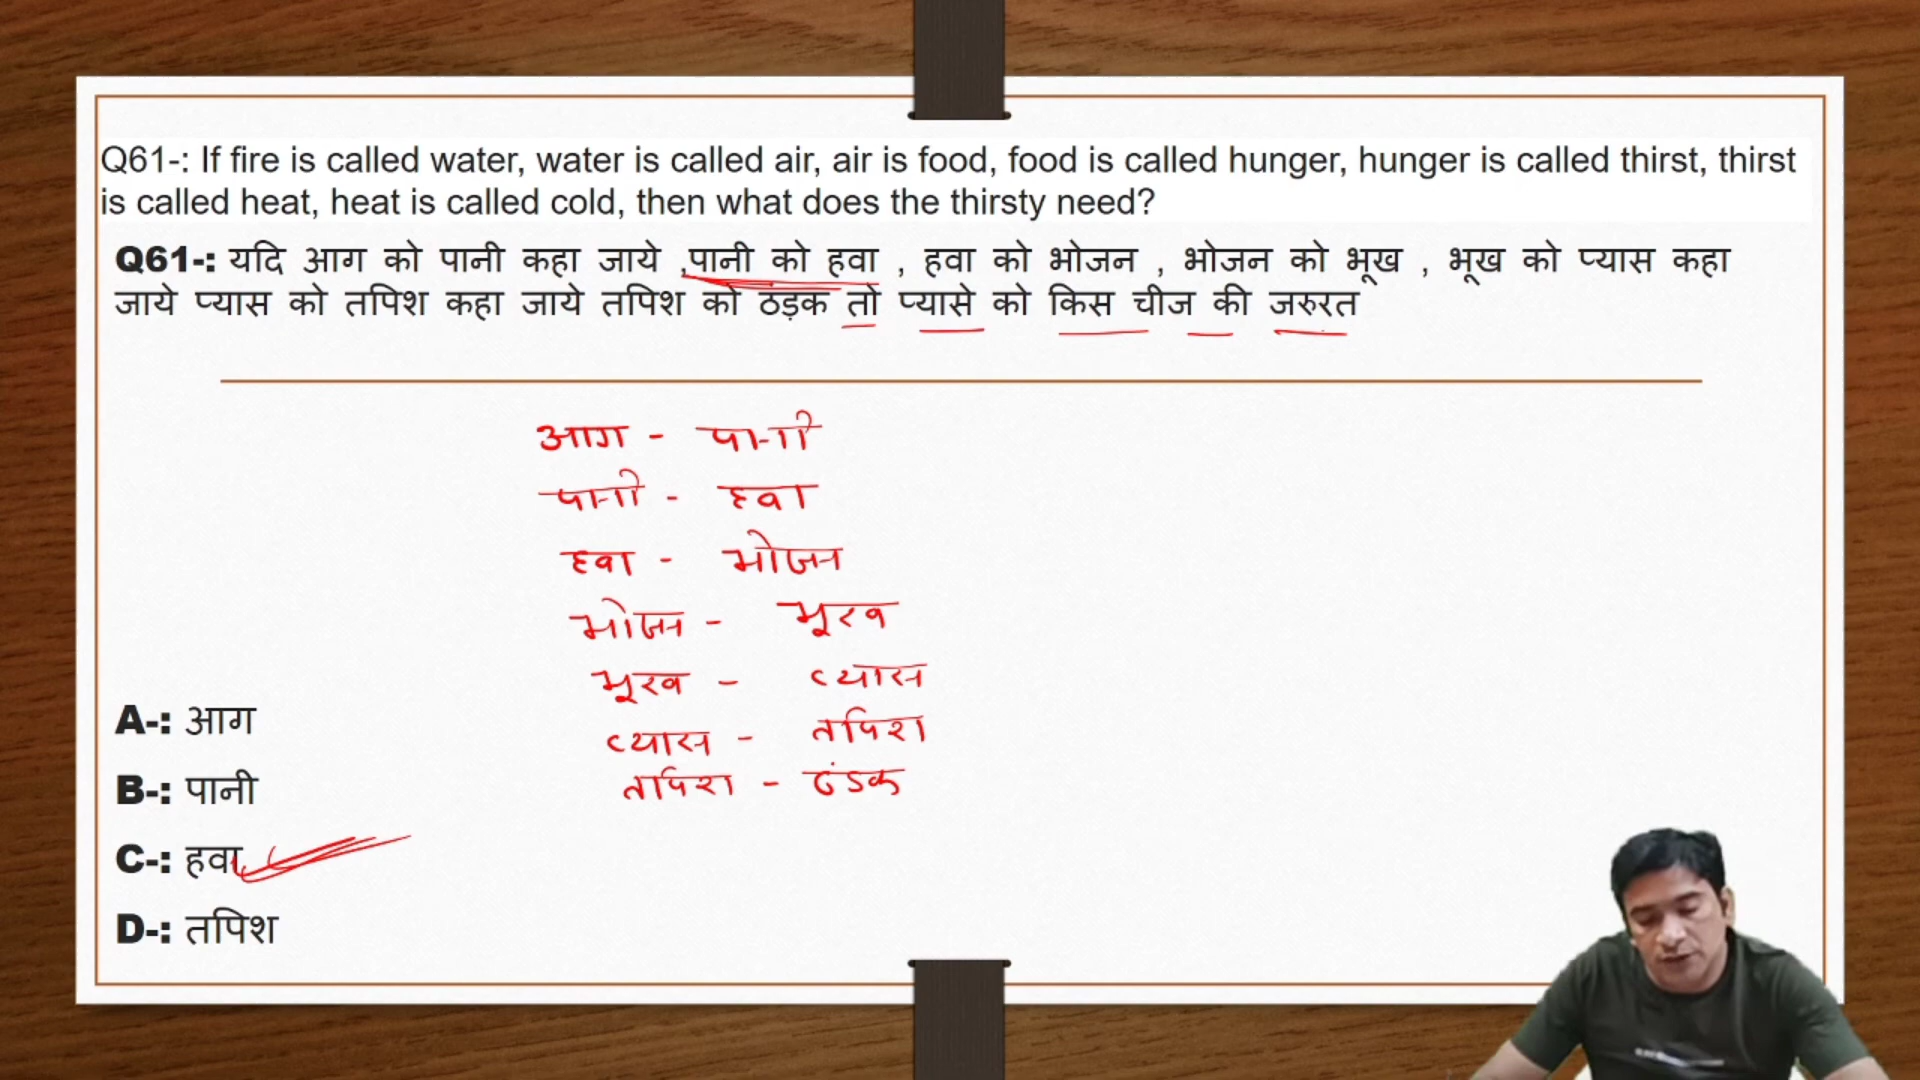 Q61-: If fire is called water, water is called air, air is food, food is called hunger, hunger is called thirst, thirst
is called heat, heat is called cold, then what does the thirsty need?
Q61-: यदि आग को पानी कहा जाये ,पानी को हवा , हवा को भोजन , भोजन को भूख , भूख को प्यास कहा
जाये प्यास को तपिश कहा जाये तपिश को ठड़क तो प्यासे को किस चीज की जरुरत
आग - पानी
पानी - हवा
हवा - भोजन
भोजन - भूख
भूख - प्यास
प्यास - तपिश
तपिश - ठंडक
A-: आग
B-: पानी
C-: हवा
D-: तपिश